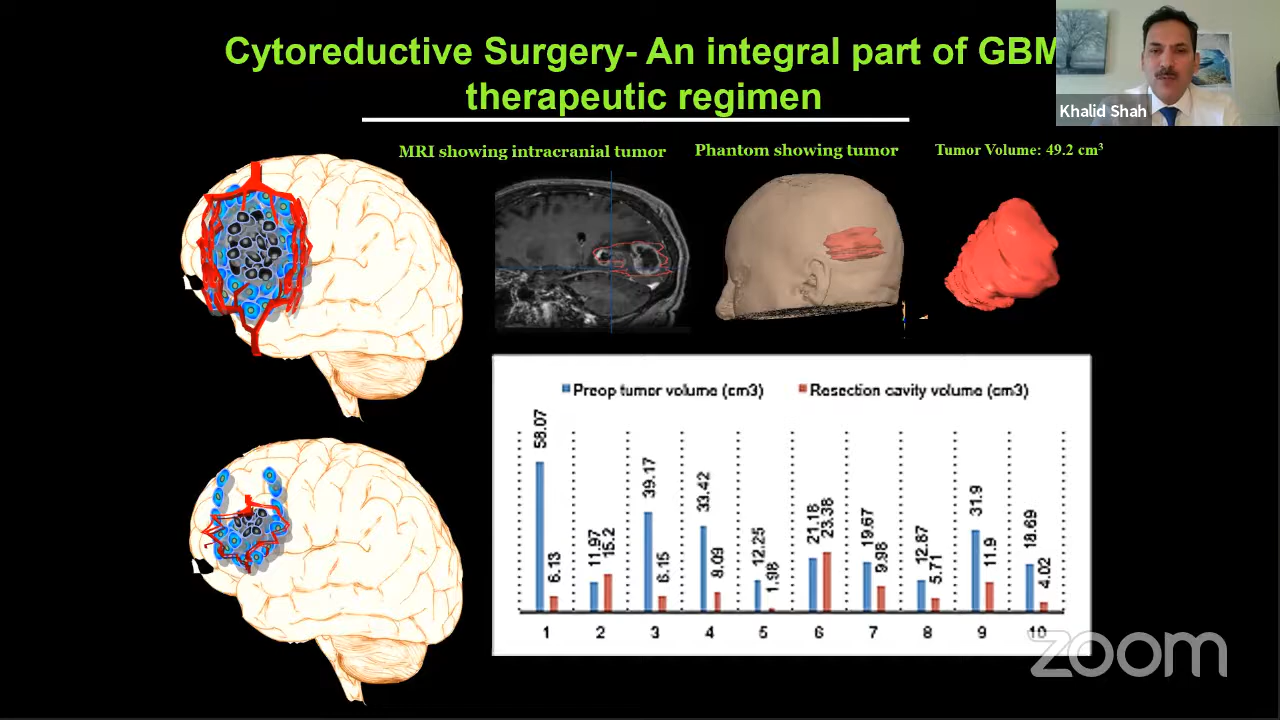 Cytoreductive Surgery- An integral part of GBM
therapeutic regimen
Khalid Shah
MRI showing intracranial tumor
Phantom showing tumor
Tumor Volume: 49.2 cm³
Preop tumor volume (cm3)
Resection cavity volume (cm3)
58.07
6.13
11.97
15.2
39.17
6.15
33.42
8.09
12.25
1.98
21.18
23.38
19.67
9.98
12.87
5.71
31.9
11.9
18.69
4.02
1 2 3 4 5 6 7 8 9 10
zoom